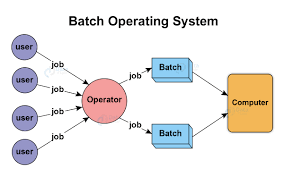 Batch Operating System
user
job
user
job
user
job
user
job
Operator
job
job
Batch
Batch
Computer